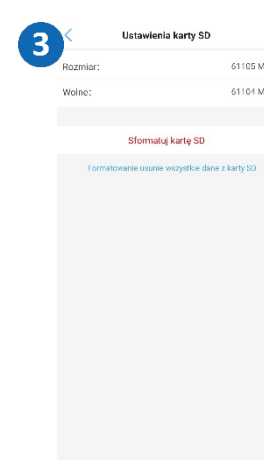 3
Ustawienia karty SD
Rozmiar: 61105 M
Wolne: 61104 M
Sformatuj kartę SD
Formatowanie usunie wszystkie dane z karty SD